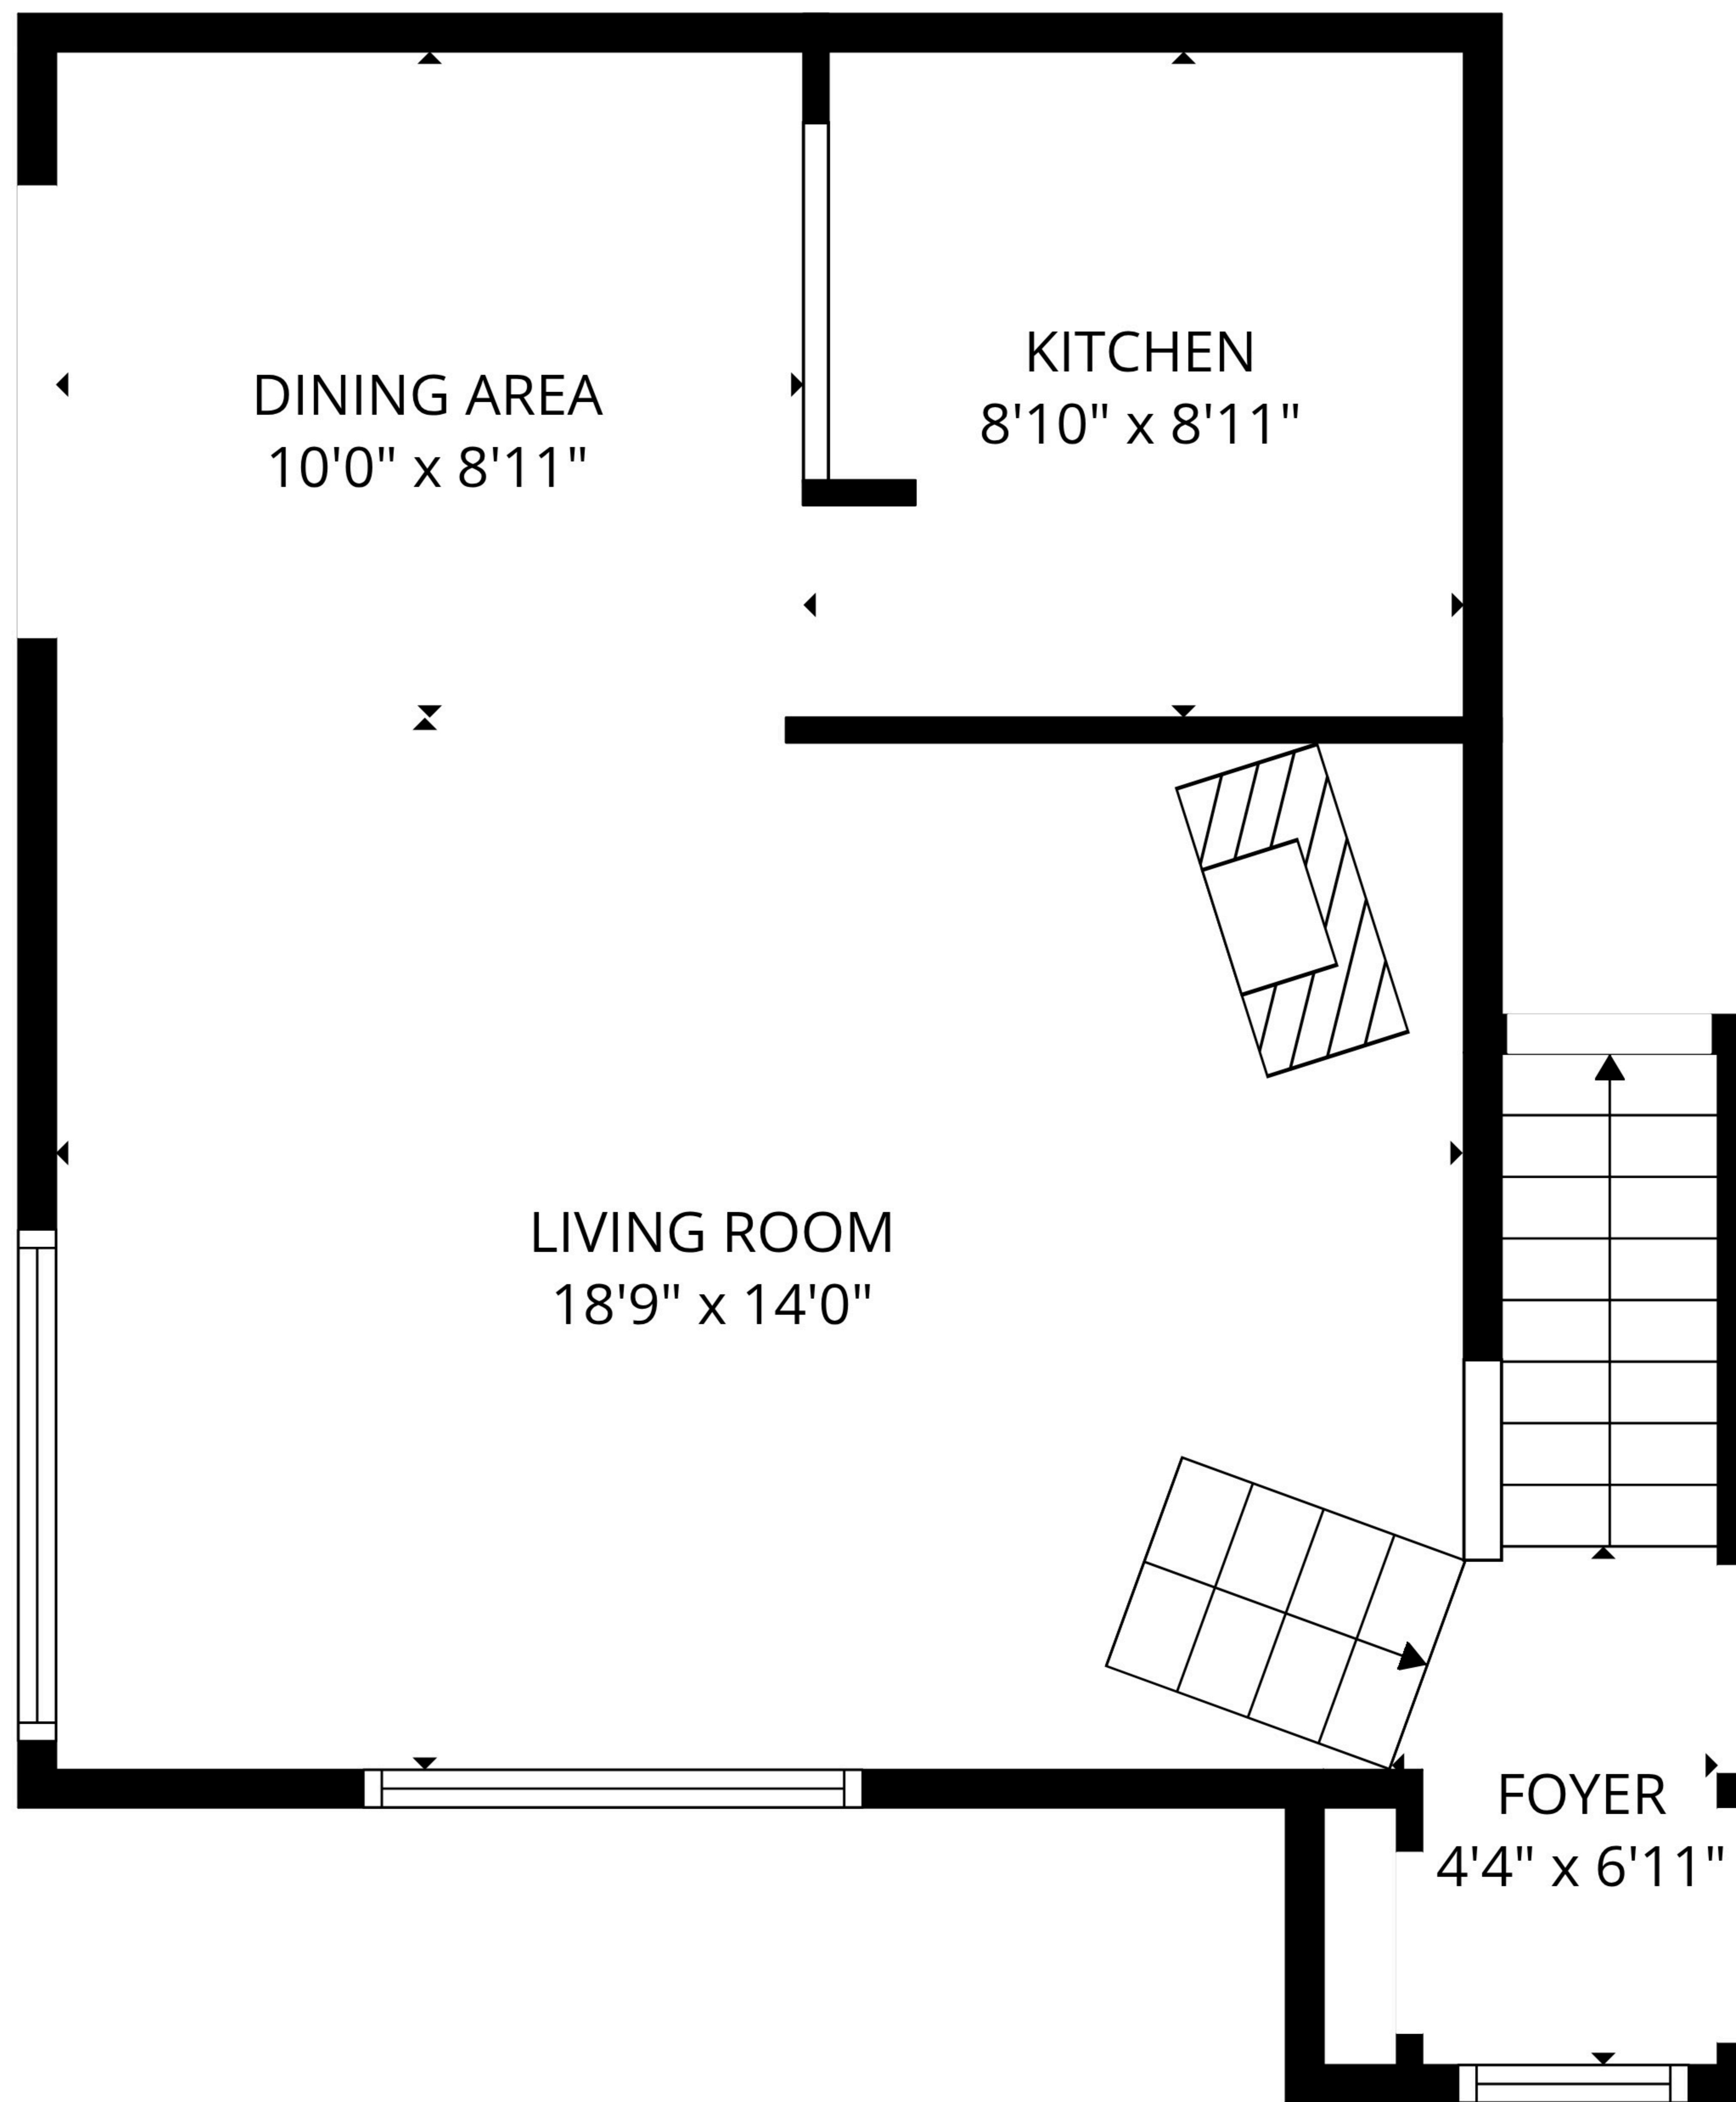 KITCHEN
8'10" x 8'11"
DINING AREA
10'0" x 8'11"
LIVING ROOM
18'9" x 14'0"
FOYER
4'4" x 6'11"